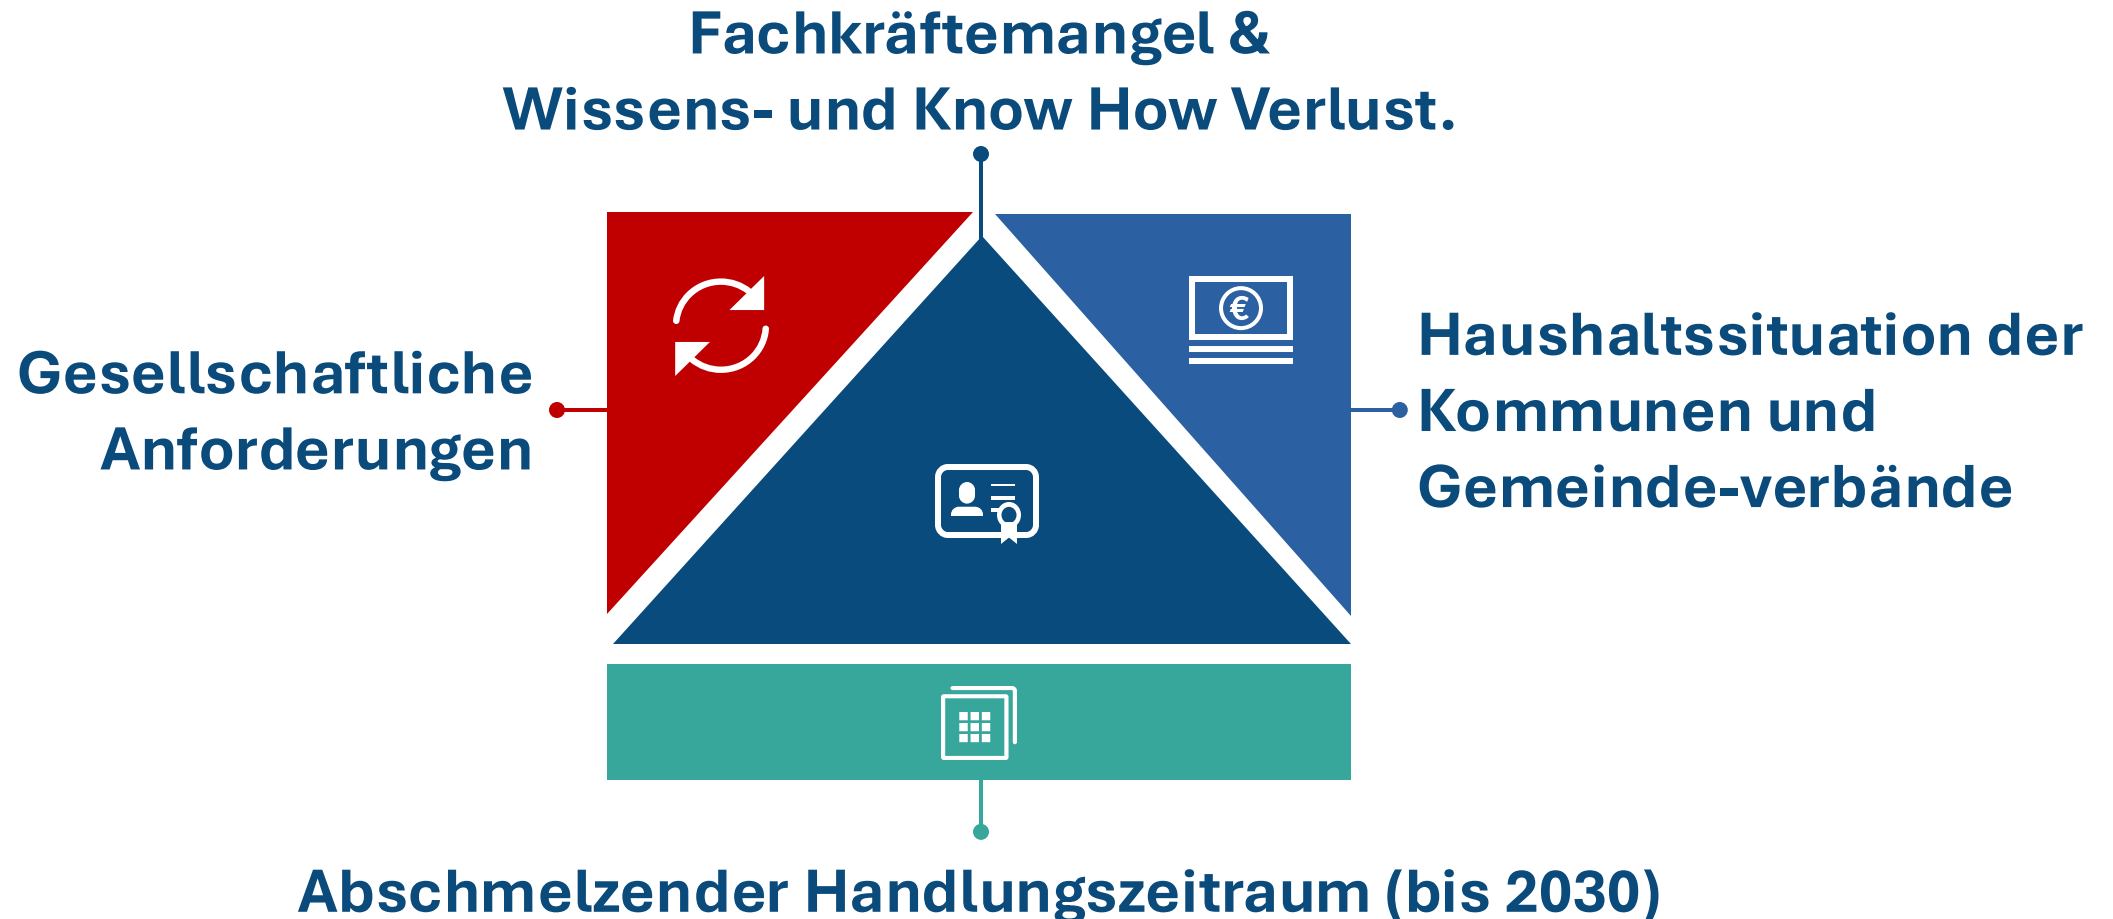 Fachkräftemangel &
Wissens- und Know How Verlust.
Gesellschaftliche
Anforderungen
€
Haushaltssituation der
Kommunen und
Gemeinde-verbände
Abschmelzender Handlungszeitraum (bis 2030)